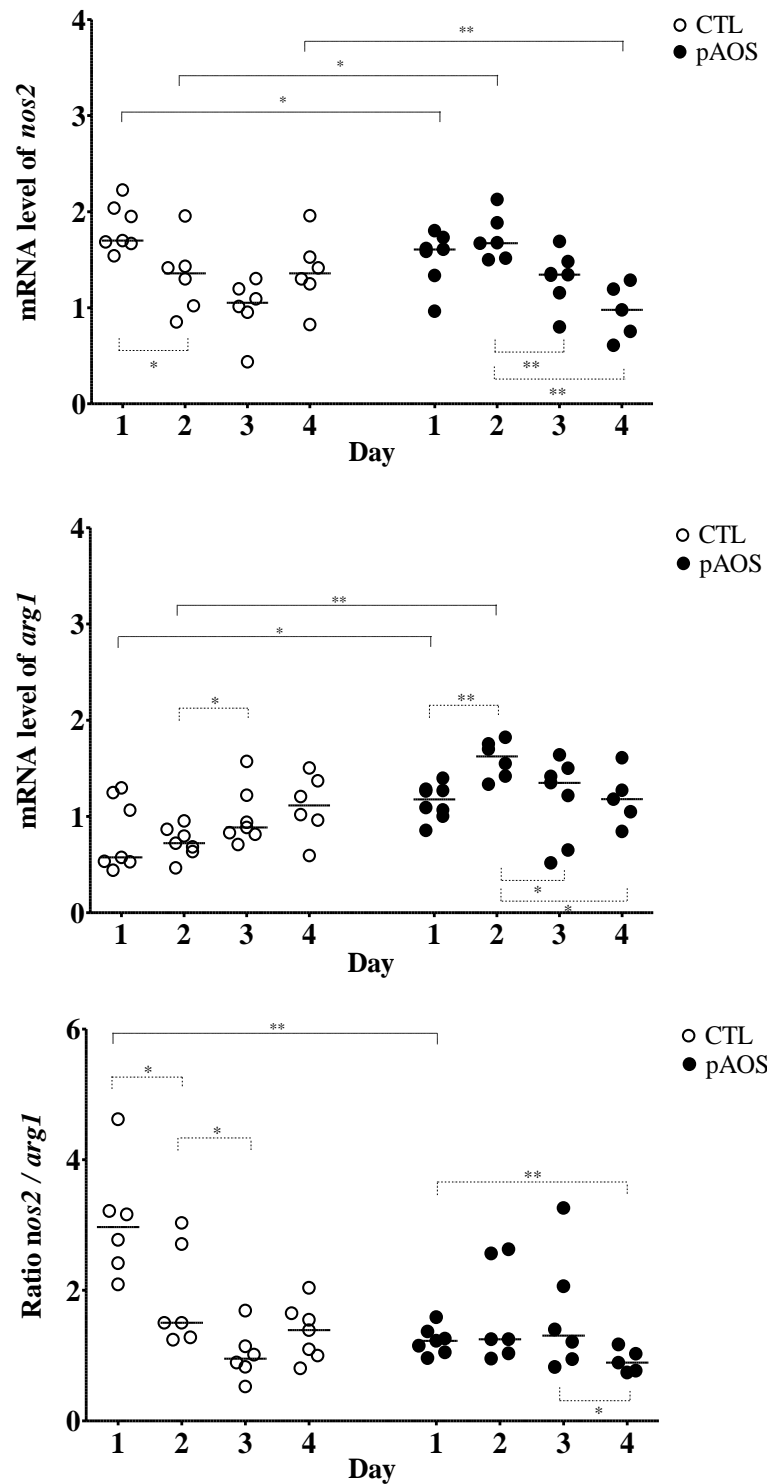 4
CTL
**
pAOS
*
3
*
mRNA level of nos2
2
1
*
**
**
0
1 2 3 4 1 2 3 4
Day
4
CTL
pAOS
**
3
*
mRNA level of arg1
*
**
2
1
*
*
0
1 2 3 4 1 2 3 4
Day
6
CTL
**
pAOS
*
*
4
**
Ratio nos2 / arg1
2
*
0
1 2 3 4 1 2 3 4
Day